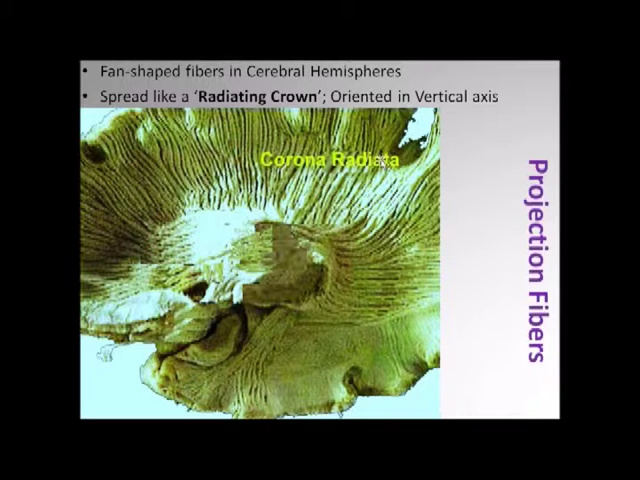 • Fan-shaped fibers in Cerebral Hemispheres
• Spread like a ‘Radiating Crown’; Oriented in Vertical axis
Corona Radiata
Projection Fibers